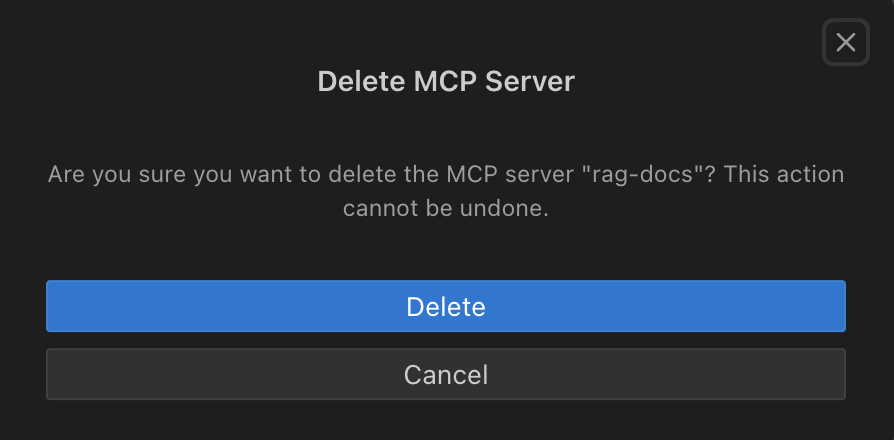 Delete MCP Server
Are you sure you want to delete the MCP server "rag-docs"? This action
cannot be undone.
Delete
Cancel